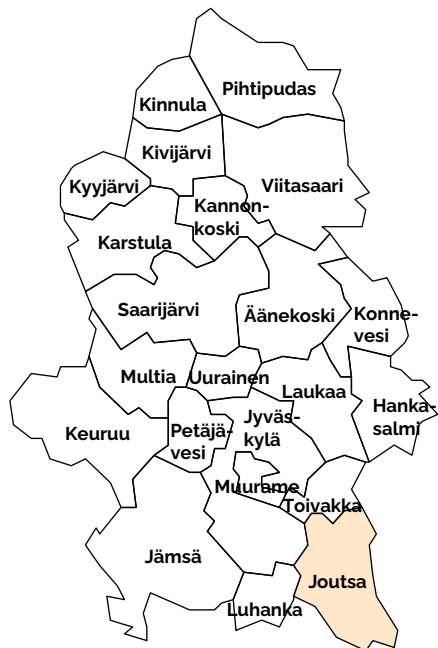 Pihtipudas
Kinnula
Kivijärvi
Kyyjärvi
Viitasaari
Kannon-
koski
Karstula
Saarijärvi
Äänekoski
Konne-
vesi
Multia
Uurainen
Laukaa
Hanka-
salmi
Keuruu
Petäjä-
vesi
Jyväs-
kylä
Muurame
Toivakka
Jämsä
Joutsa
Luhanka